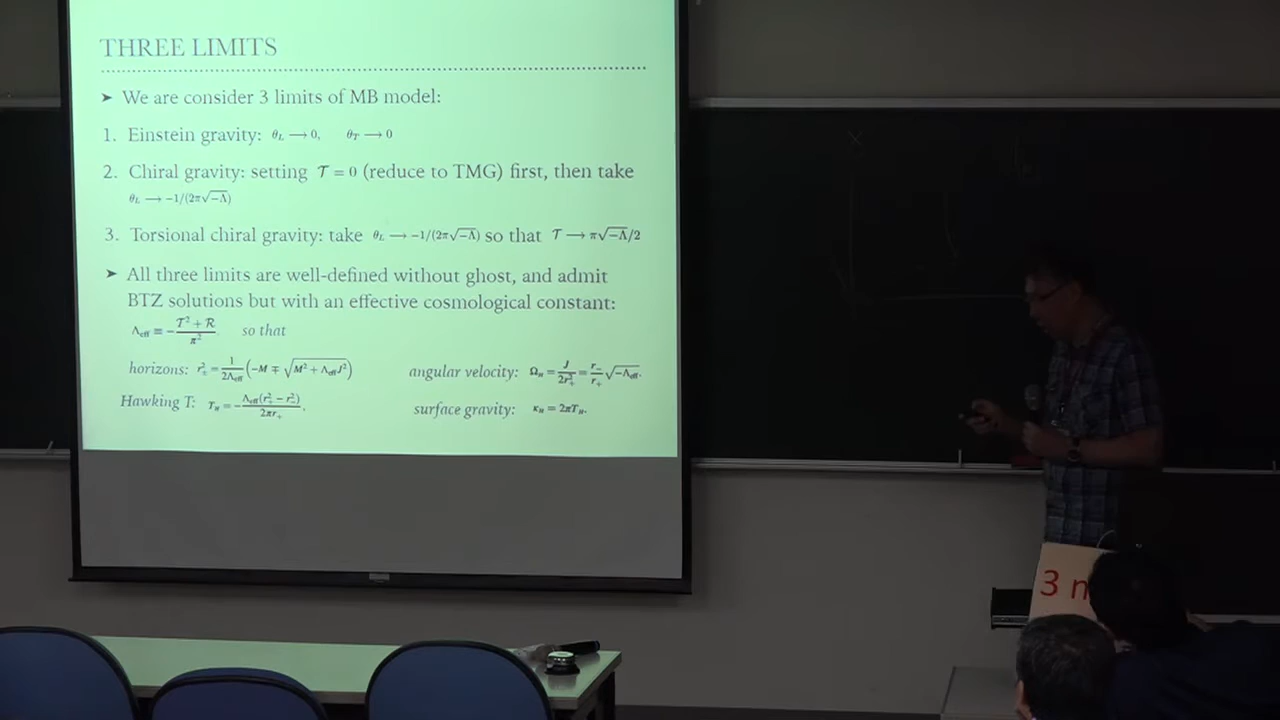 THREE LIMITS
➤ We are consider 3 limits of MB model:
1. Einstein gravity: θ_L → 0, θ_T → 0
2. Chiral gravity: setting 𝒯 = 0 (reduce to TMG) first, then take
θ_L → −1/(2π√−Λ)
3. Torsional chiral gravity: take θ_L → −1/(2π√−Λ) so that 𝒯 → π√−Λ/2
➤ All three limits are well-defined without ghost, and admit
BTZ solutions but with an effective cosmological constant:
Λ_eff ≡ −(𝒯² + ℛ)/π² so that
horizons: r²_± = 1/(2Λ_eff) (−M ∓ √(M² + Λ_eff J²))
angular velocity: Ω_H = J/(2r²_+) = r_−/r_+ √−Λ_eff.
Hawking T: T_H = −Λ_eff(r²_+ − r²_−)/(2πr_+),
surface gravity: κ_H = 2πT_H.
3